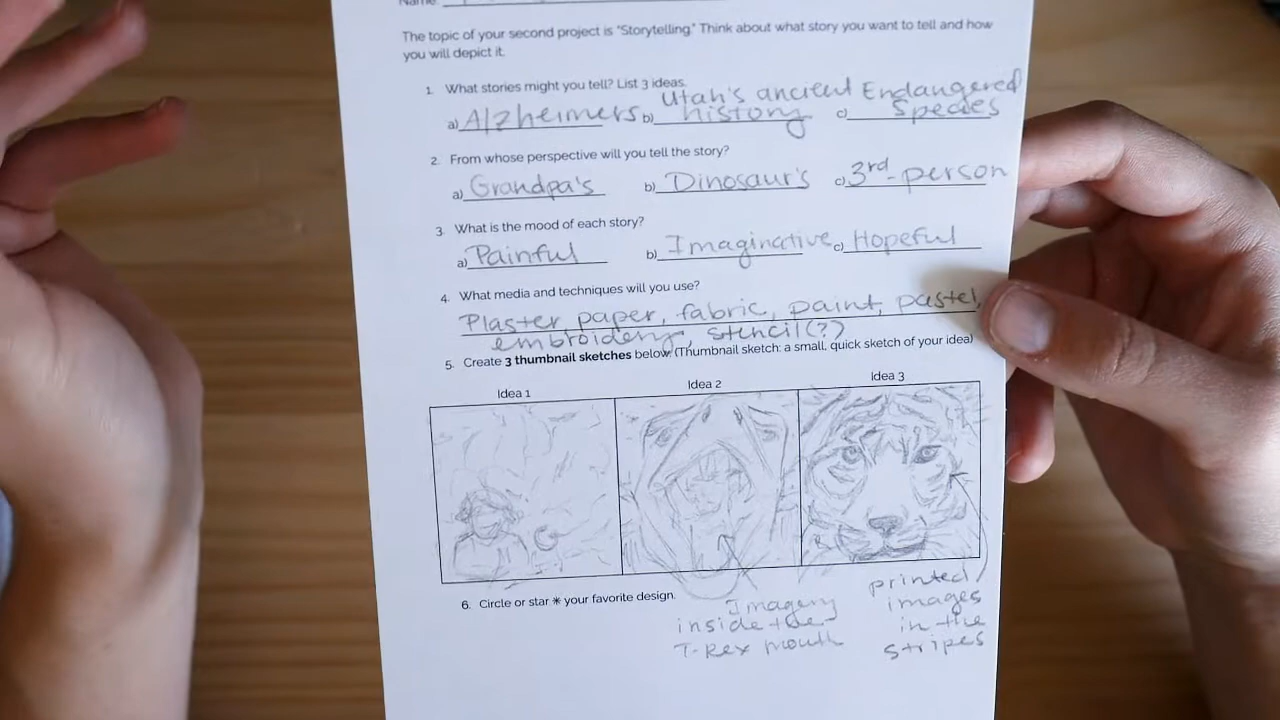 Name:
The topic of your second project is "Storytelling." Think about what story you want to tell and how
you will depict it.
1. What stories might you tell? List 3 ideas.
a) Alzheimers b) Utah's ancient history c) Endangered Species
2. From whose perspective will you tell the story?
a) Grandpa's b) Dinosaur's c) 3rd-person
3. What is the mood of each story?
a) Painful b) Imaginative c) Hopeful
4. What media and techniques will you use?
Plaster paper, fabric, paint, pastel,
embroidery, stencil(?)
5. Create 3 thumbnail sketches below. (Thumbnail sketch: a small, quick sketch of your idea)
Idea 1 Idea 2 Idea 3
6. Circle or star * your favorite design.
Imagery
inside the
T-Rex mouth
printed
images
in the
stripes